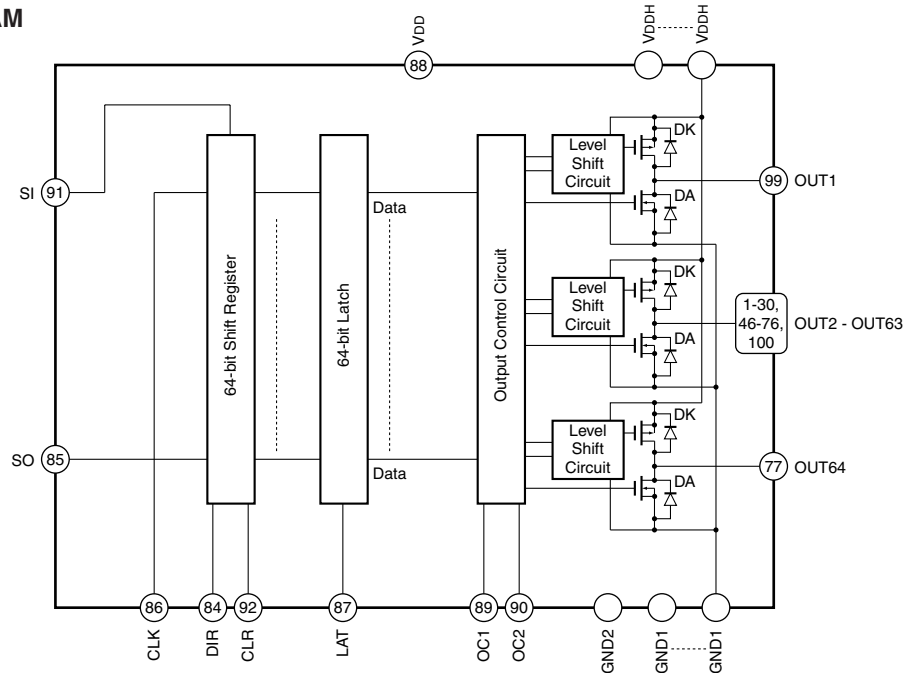 AM
VDD
VDDH
VDDH
88
SI
91
SO
85
64-bit Shift Register
64-bit Latch
Data
Data
Output Control Circuit
Level
Shift
Circuit
DK
DA
99
OUT1
Level
Shift
Circuit
DK
DA
1-30,
46-76,
100
OUT2 - OUT63
Level
Shift
Circuit
DK
DA
77
OUT64
86
84
92
87
89
90
CLK
DIR
CLR
LAT
OC1
OC2
GND2
GND1
GND1